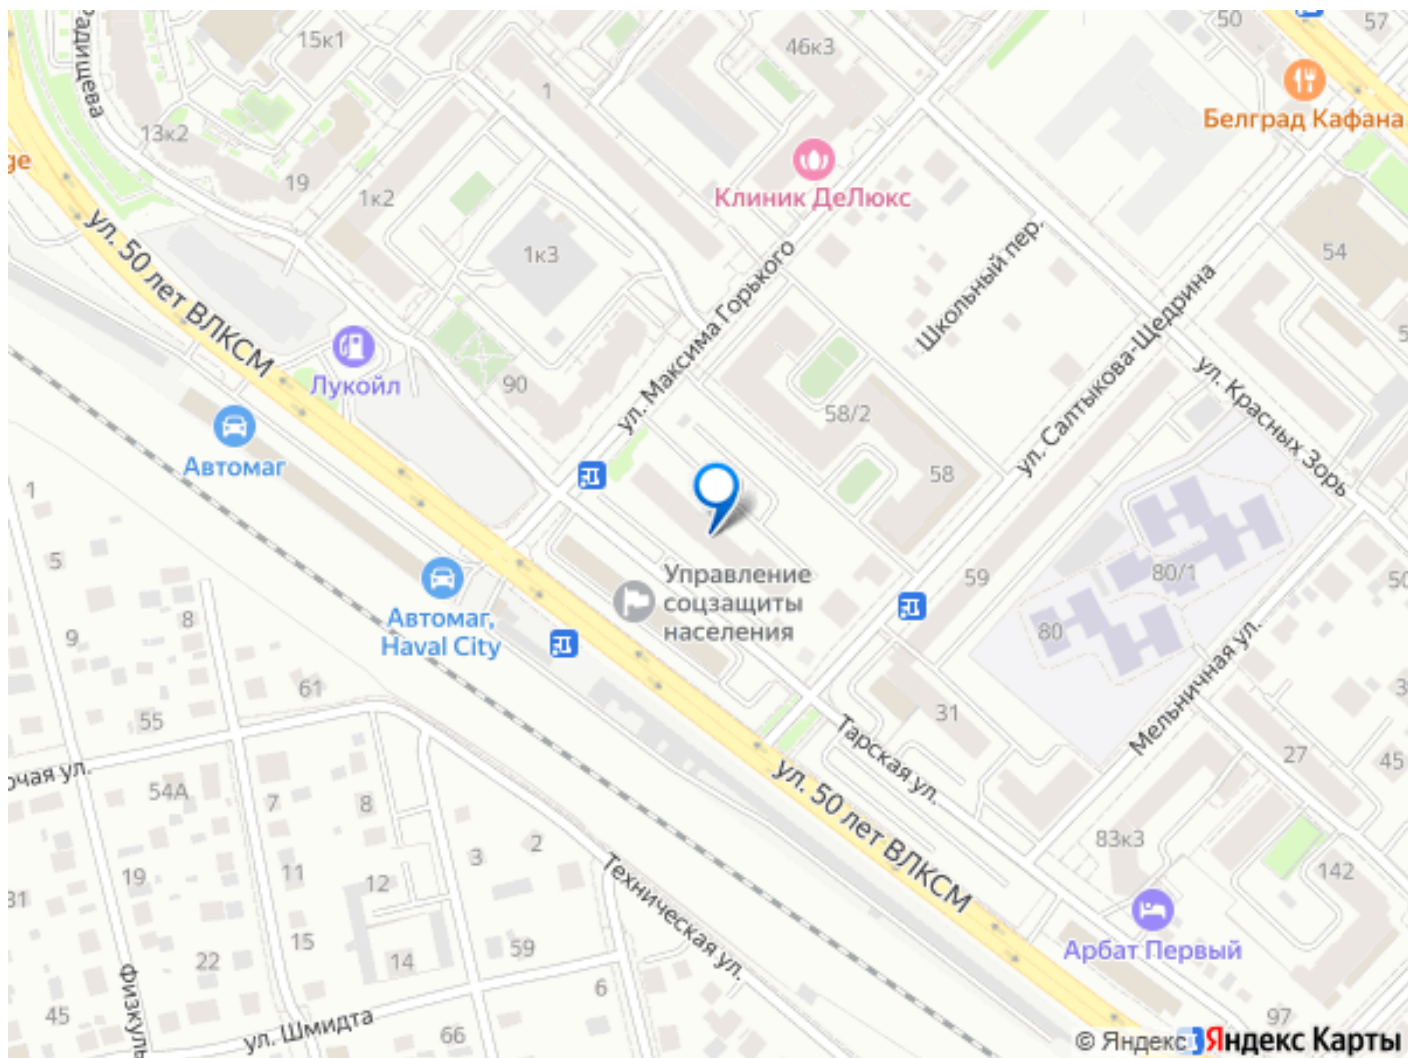 50
57
15к1
46к3
Радищева
1
Белград Кафана
13к2
ge
19
1к2
Клиник ДеЛюкс
ул. 50 лет ВЛКСМ
1к3
ул. Максима Горького
Школьный пер.
54
Лукойл
90
58/2
ул. Салтыкова-Щедрина
ул. Красных Зорь
Автомаг
58
1
5
Управление
соцзащиты
населения
59
80/1
80
50
Автомаг,
Haval City
9
8
61
55
31
Мельничная ул.
27
45
Тарская ул.
очая ул.
54А
7
8
ул. 50 лет ВЛКСМ
83к3
142
3
2
11
12
19
31
Техническая ул.
Арбат Первый
15
14
59
22
6
Физкуль
45
ул. Шмидта
66
97
© Яндекс Яндекс Карты